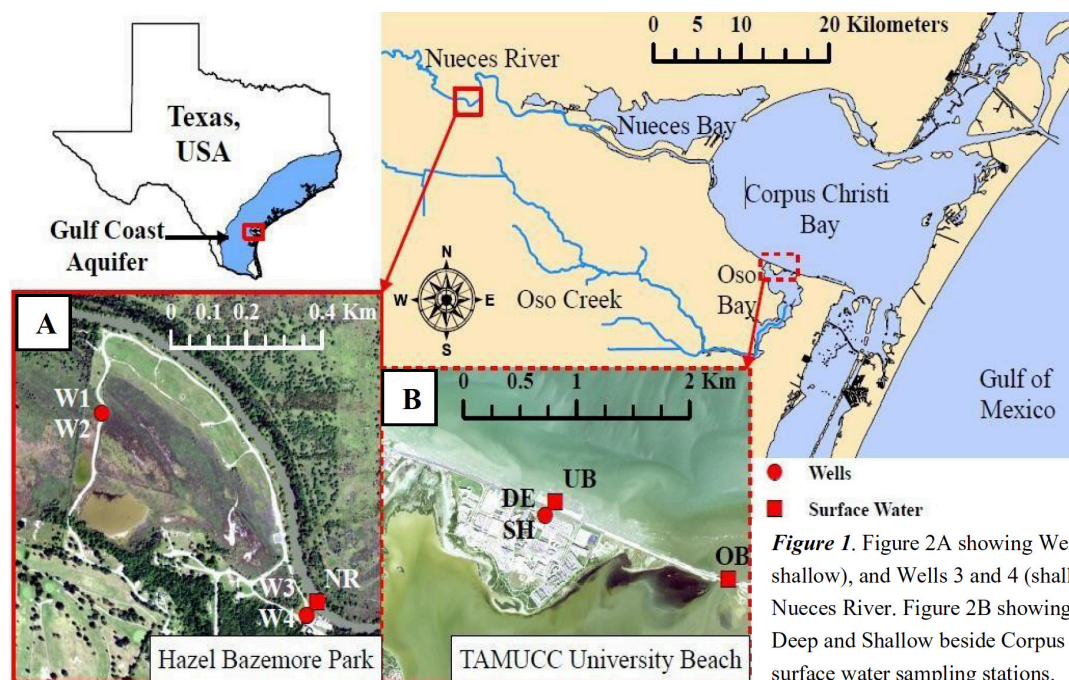 Texas,
USA
Gulf Coast
Aquifer
0 5 10 20 Kilometers
Nueces River
Nueces Bay
Corpus Christi
Bay
Oso
Bay
Oso Creek
N
W E
S
Gulf of
Mexico
A
0 0.1 0.2 0.4 Km
W1
W2
W3
W4
NR
Hazel Bazemore Park
B
0 0.5 1 2 Km
DE
SH
UB
OB
TAMUCC University Beach
Wells
Surface Water
Figure 1. Figure 2A showing We
shallow), and Wells 3 and 4 (shal
Nueces River. Figure 2B showing
Deep and Shallow beside Corpus
surface water sampling stations.